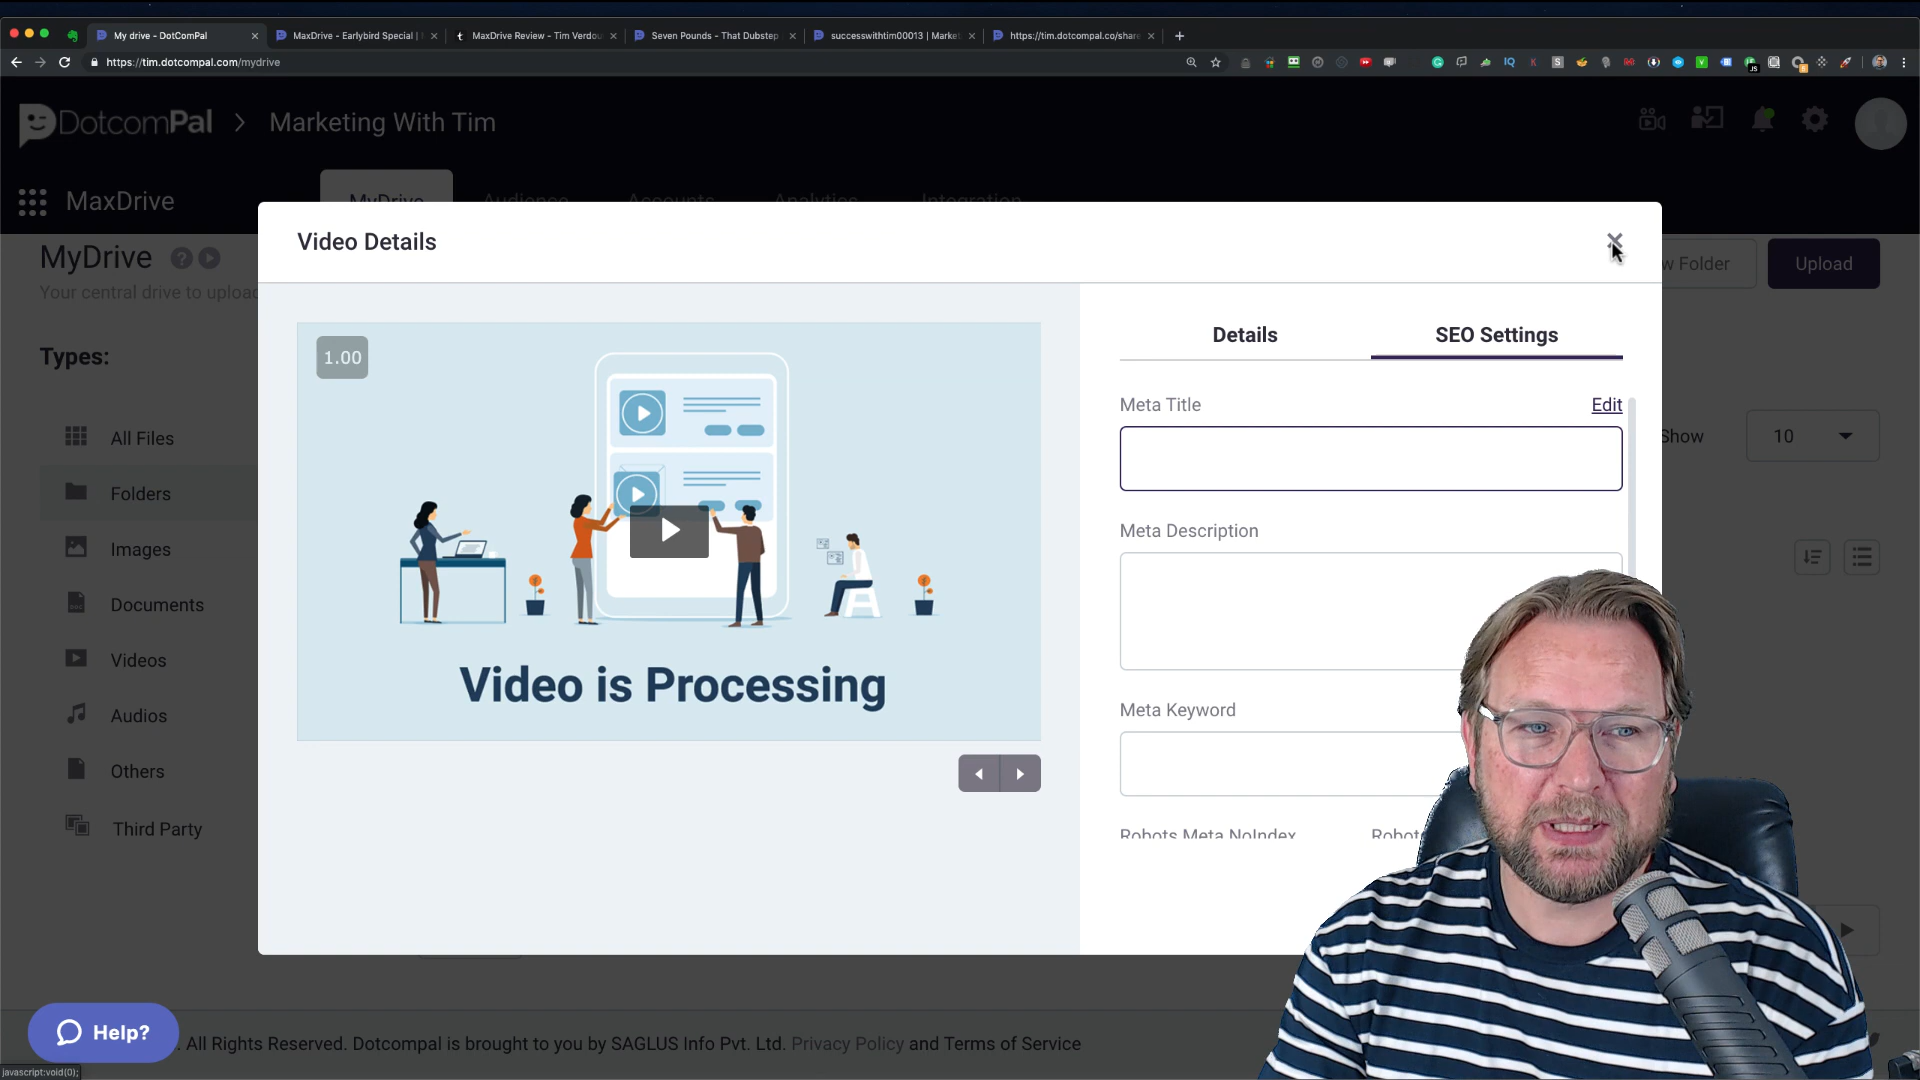 My drive - DotComPal
MaxDrive - Earlybird Special |
MaxDrive Review - Tim Verdou
Seven Pounds - That Dubstep
successwithtim00013 | Market
https://tim.dotcompal.co/share
https://tim.dotcompal.com/mydrive
DotcomPal
Marketing With Tim
MaxDrive
MyDrive
Audience
Accounts
Analytics
Integration
Video Details
MyDrive
w Folder
Upload
Your central drive to upload
Details
SEO Settings
Types:
1.00
Meta Title
Edit
Show
10
All Files
Folders
Images
Documents
Videos
Audios
Others
Third Party
Meta Description
Video is Processing
Meta Keyword
Robots Meta NoIndex
Robot
Help?
. All Rights Reserved. Dotcompal is brought to you by SAGLUS Info Pvt. Ltd. Privacy Policy and Terms of Service
javascript:void(0);